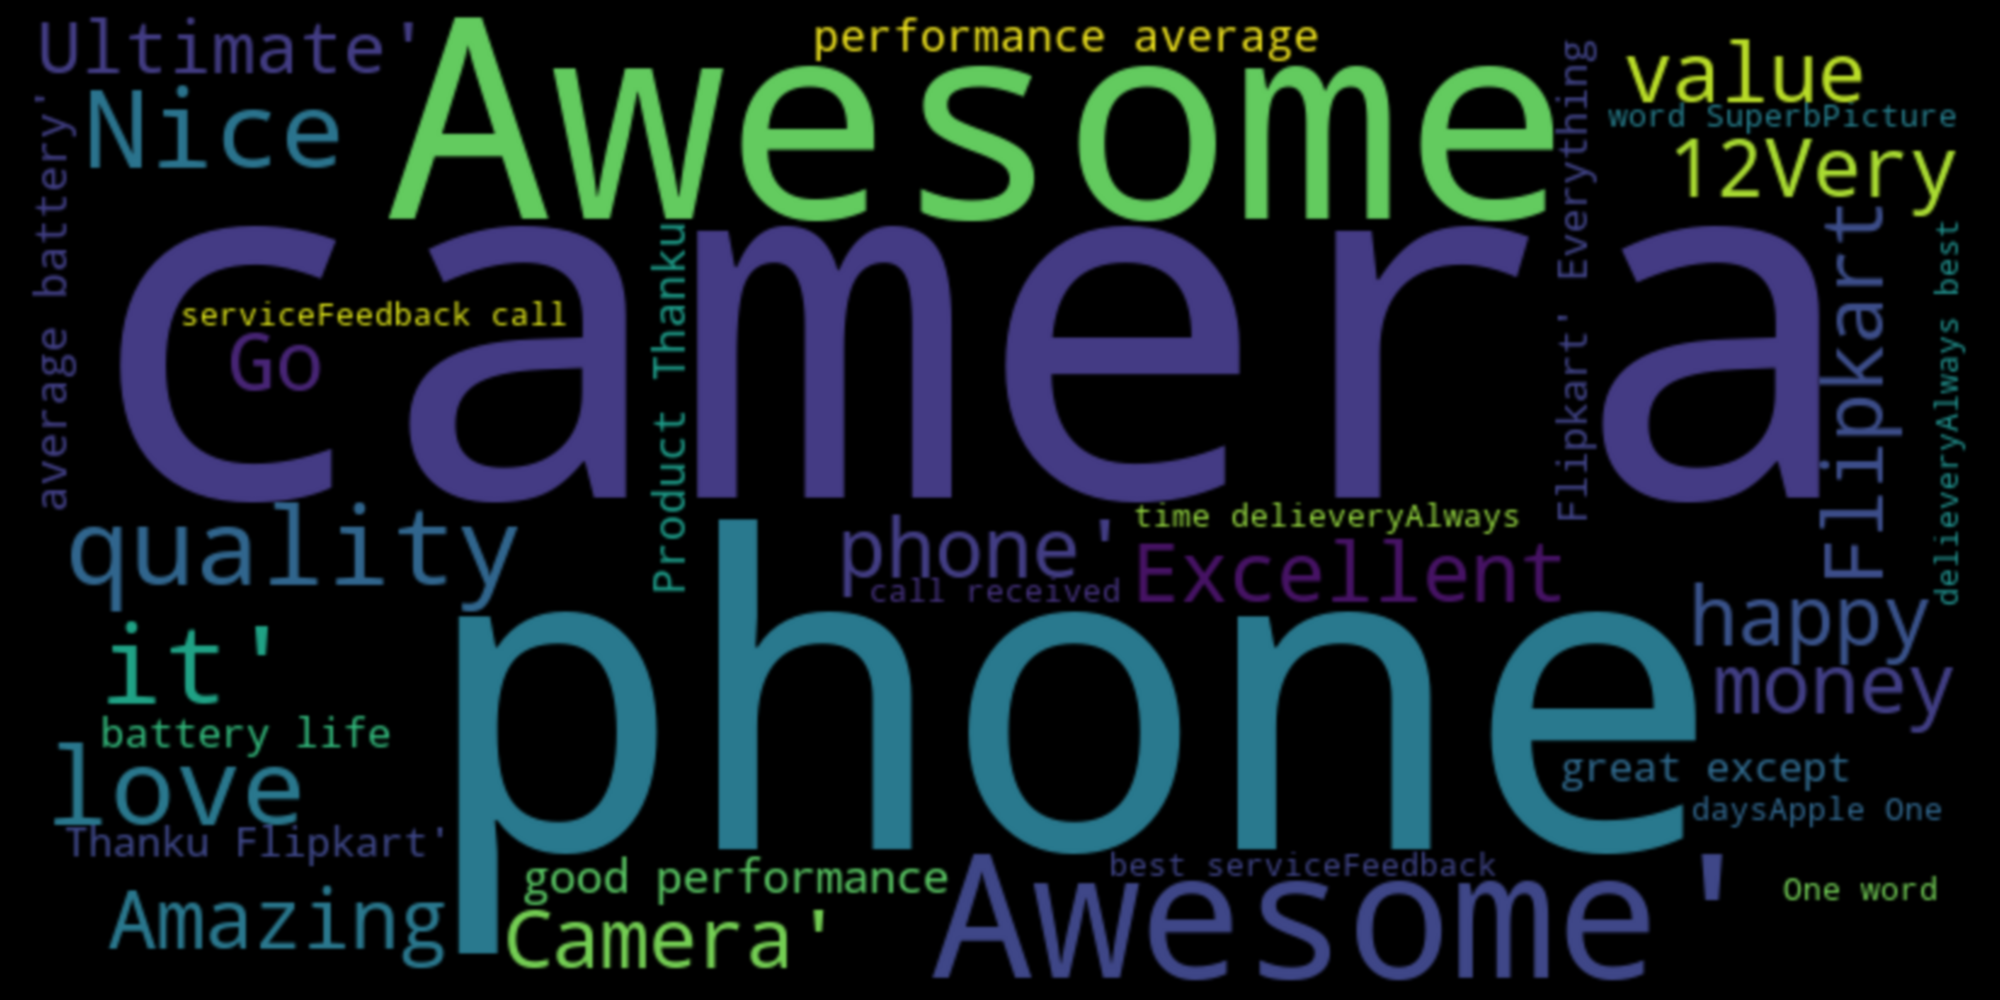 Ultimate'
performance average
Awesome
value
word SuperbPicture
Nice
12Very
average battery'
camera
Flipkart' Everything
Flipkart
delieveryAlways best
serviceFeedback call
Go
Product Thanku
quality
phone'
time delieveryAlways
call received
Excellent
happy
it'
phone
money
battery life
love
great except
daysApple One
Thanku Flipkart'
good performance
best serviceFeedback
Awesome'
One word
Amazing
Camera'